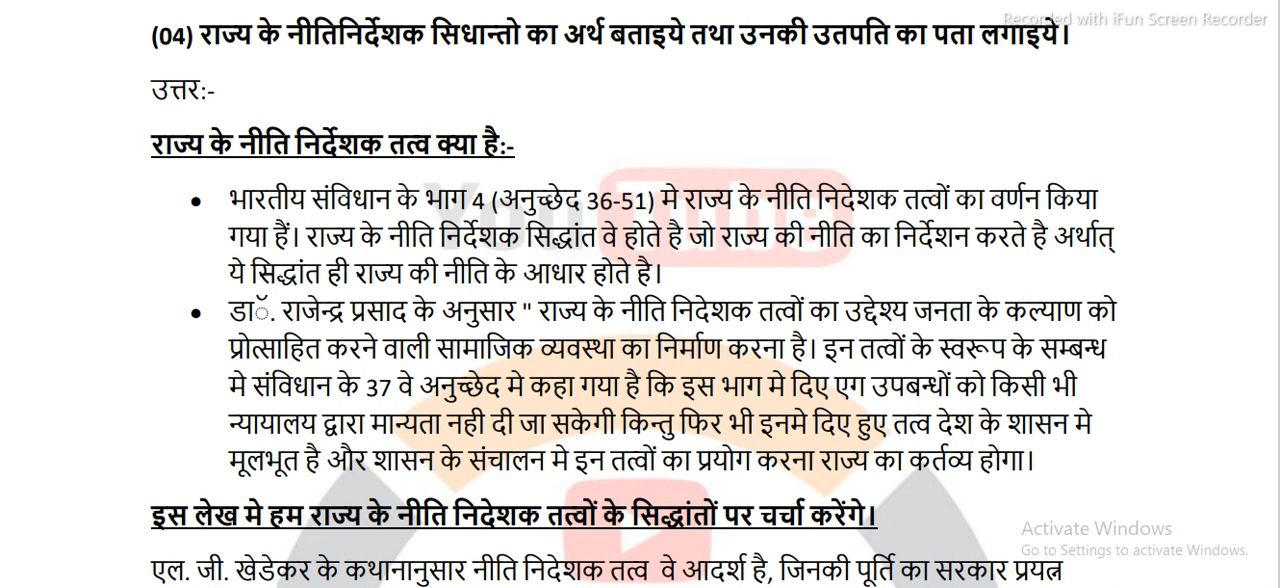 Recorded with iFun Screen Recorder
(04) राज्य के नीतिनिर्देशक सिधान्तो का अर्थ बताइये तथा उनकी उतपति का पता लगाइये।
उत्तर:-
राज्य के नीति निर्देशक तत्व क्या है:-
• भारतीय संविधान के भाग 4 (अनुच्छेद 36-51) मे राज्य के नीति निदेशक तत्वों का वर्णन किया
गया हैं। राज्य के नीति निर्देशक सिद्धांत वे होते है जो राज्य की नीति का निर्देशन करते है अर्थात्
ये सिद्धांत ही राज्य की नीति के आधार होते है।
• डाॅ. राजेन्द्र प्रसाद के अनुसार " राज्य के नीति निदेशक तत्वों का उद्देश्य जनता के कल्याण को
प्रोत्साहित करने वाली सामाजिक व्यवस्था का निर्माण करना है। इन तत्वों के स्वरूप के सम्बन्ध
मे संविधान के 37 वे अनुच्छेद मे कहा गया है कि इस भाग मे दिए एग उपबन्धों को किसी भी
न्यायालय द्वारा मान्यता नही दी जा सकेगी किन्तु फिर भी इनमे दिए हुए तत्व देश के शासन मे
मूलभूत है और शासन के संचालन मे इन तत्वों का प्रयोग करना राज्य का कर्तव्य होगा।
इस लेख मे हम राज्य के नीति निदेशक तत्वों के सिद्धांतों पर चर्चा करेंगे।
एल. जी. खेडेकर के कथानानुसार नीति निदेशक तत्व वे आदर्श है, जिनकी पूर्ति का सरकार प्रयत्न
YouTube
Activate Windows
Go to Settings to activate Windows.